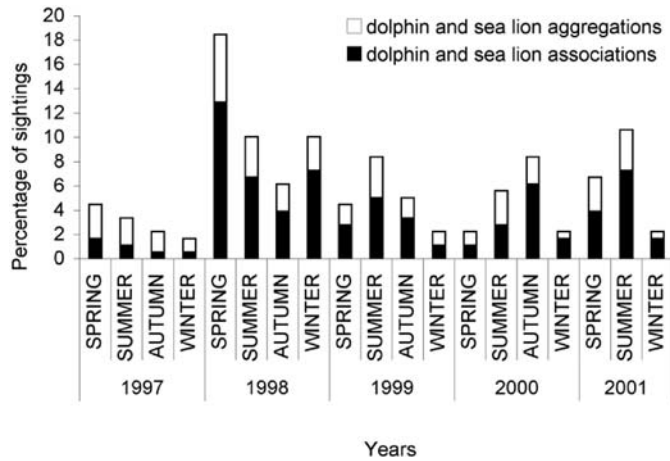 20
18
16
14
12
10
8
6
4
2
0
Percentage of sightings
dolphin and sea lion aggregations
dolphin and sea lion associations
SPRING
SUMMER
AUTUMN
WINTER
SPRING
SUMMER
AUTUMN
WINTER
SPRING
SUMMER
AUTUMN
WINTER
SPRING
SUMMER
AUTUMN
WINTER
SPRING
SUMMER
WINTER
1997 1998 1999 2000 2001
Years